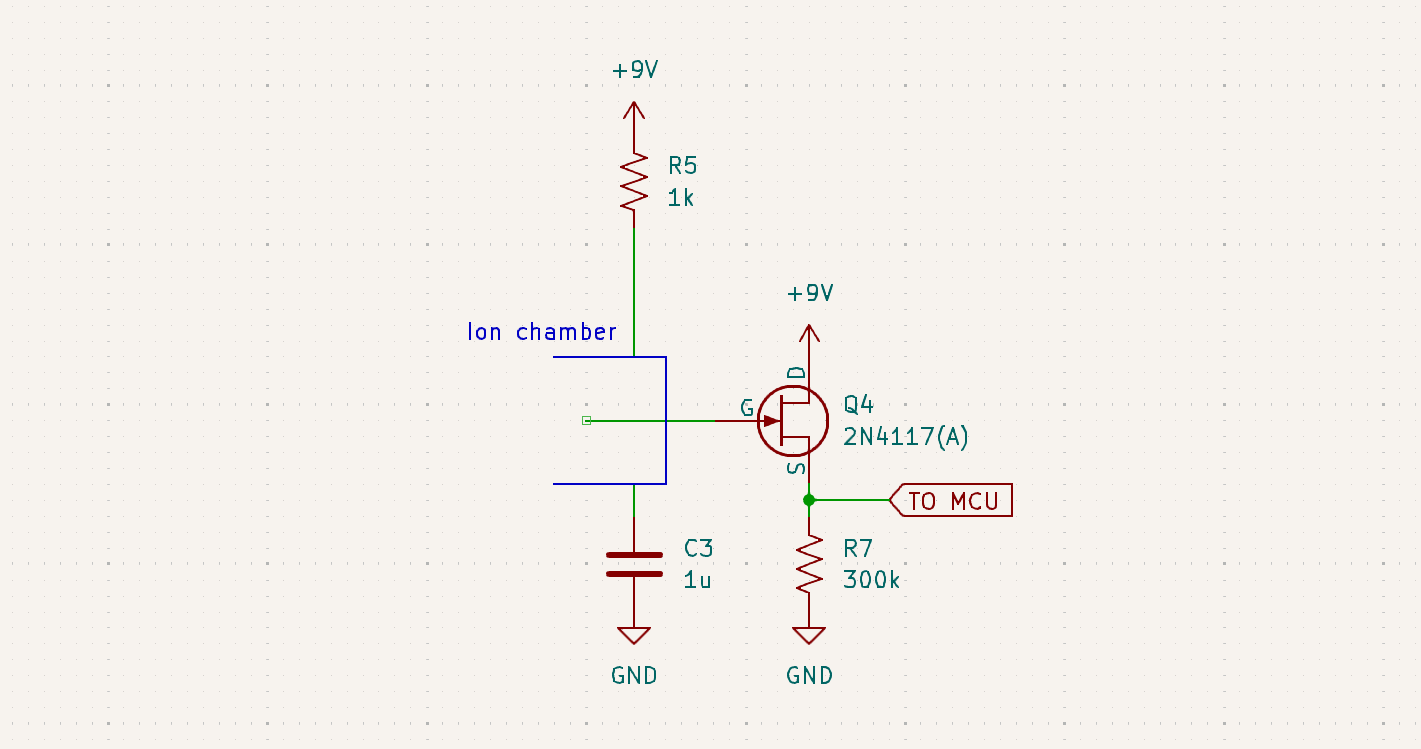 +9V
R5
1k
+9V
Ion chamber
D
G
Q4
2N4117(A)
S
TO MCU
C3
1u
R7
300k
GND
GND